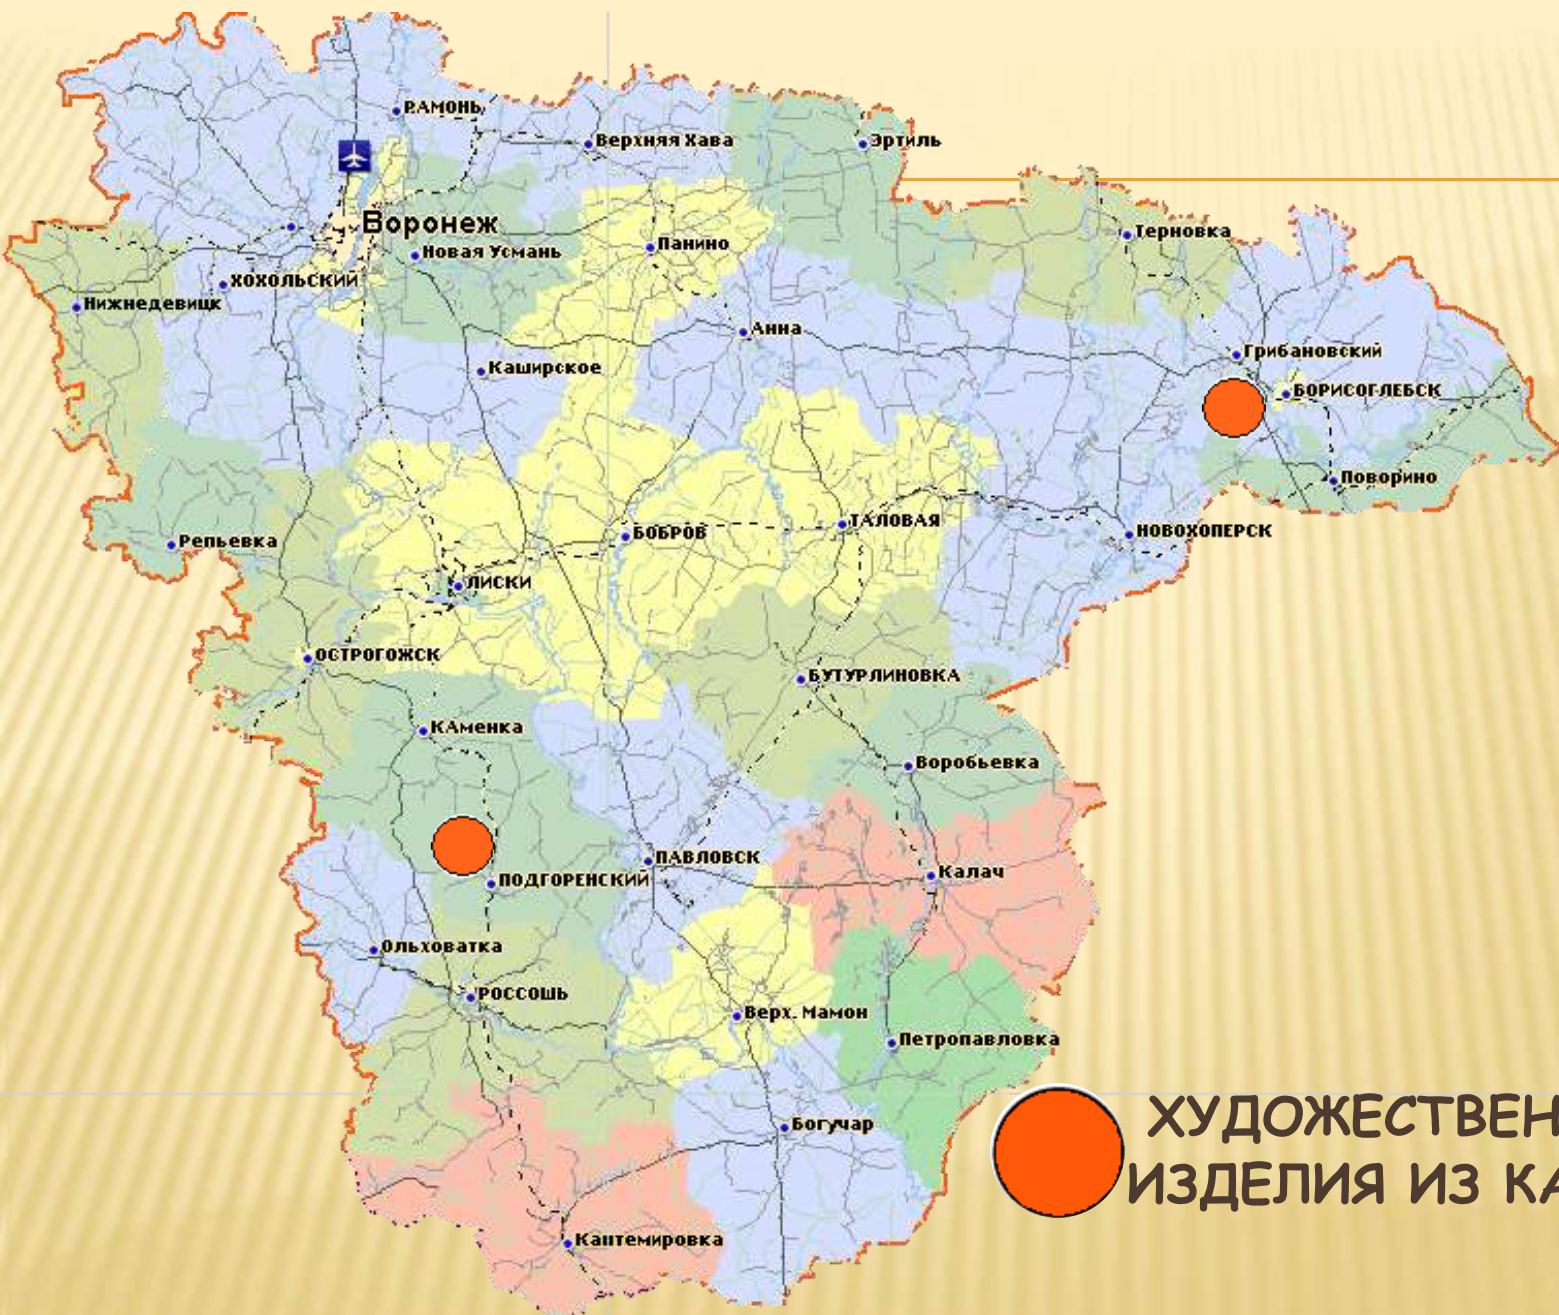 РАМОНЬ
Верхняя Хава
Эртиль
Воронеж
Терновка
Панино
Новая Усмань
ХОХОЛЬСКИЙ
Нижнедевицк
Анна
Грибановский
Каширское
БОРИСОГЛЕБСК
Поворино
ТАЛОВАЯ
БОБРОВ
НОВОХОПЕРСК
Репьевка
ЛИСКИ
ОСТРОГОЖСК
БУТУРЛИНОВКА
КАменка
Воробьевка
ПАВЛОВСК
Калач
ПОДГОРЕНСКИЙ
Ольховатка
РОССОШЬ
Верх. Мамон
Петропавловка
Богучар
ХУДОЖЕСТВЕН
ИЗДЕЛИЯ ИЗ КА
Кантемировка